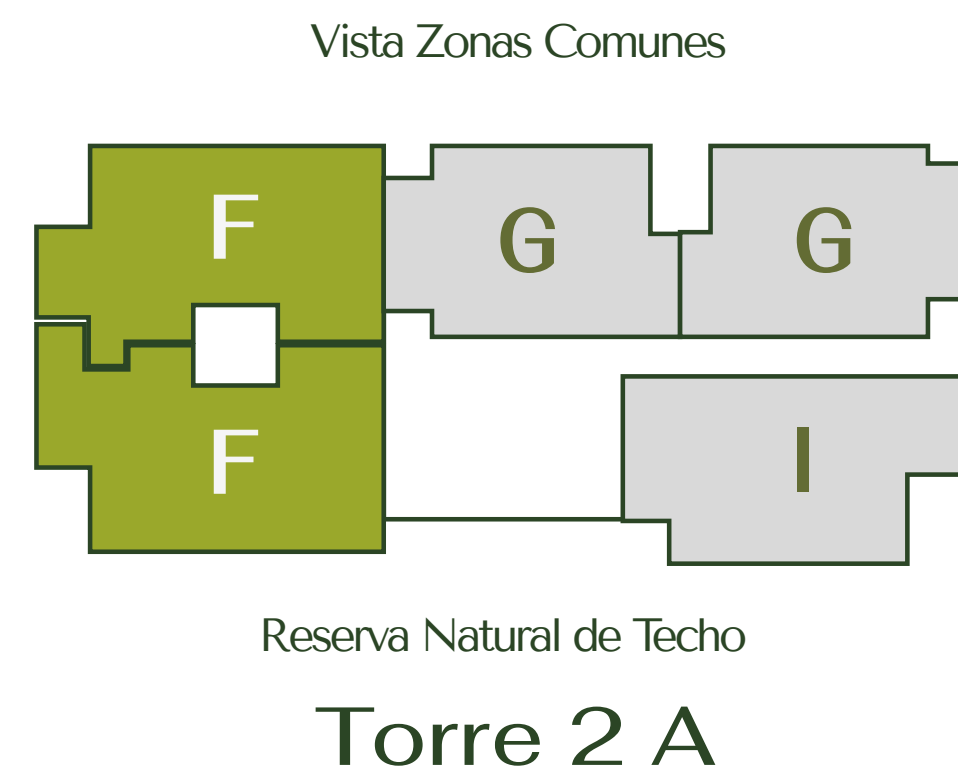 Vista Zonas Comunes
F
G
G
F
I
Reserva Natural de Techo
Torre 2 A